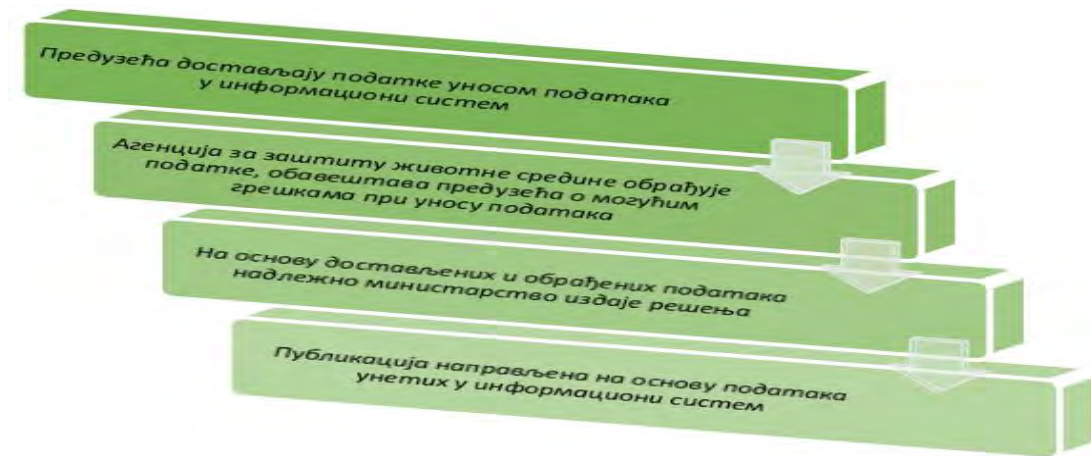 Предузећа достављају податке уносом података
у информациони систем
Агенција за заштиту животне средине обрађује
податке, обавештава предузећа о могућим
грешкама при уносу података
На основу достављених и обрађених података
надлежно министарство издаје решења
Публикација направљена на основу података
унетих у информациони систем